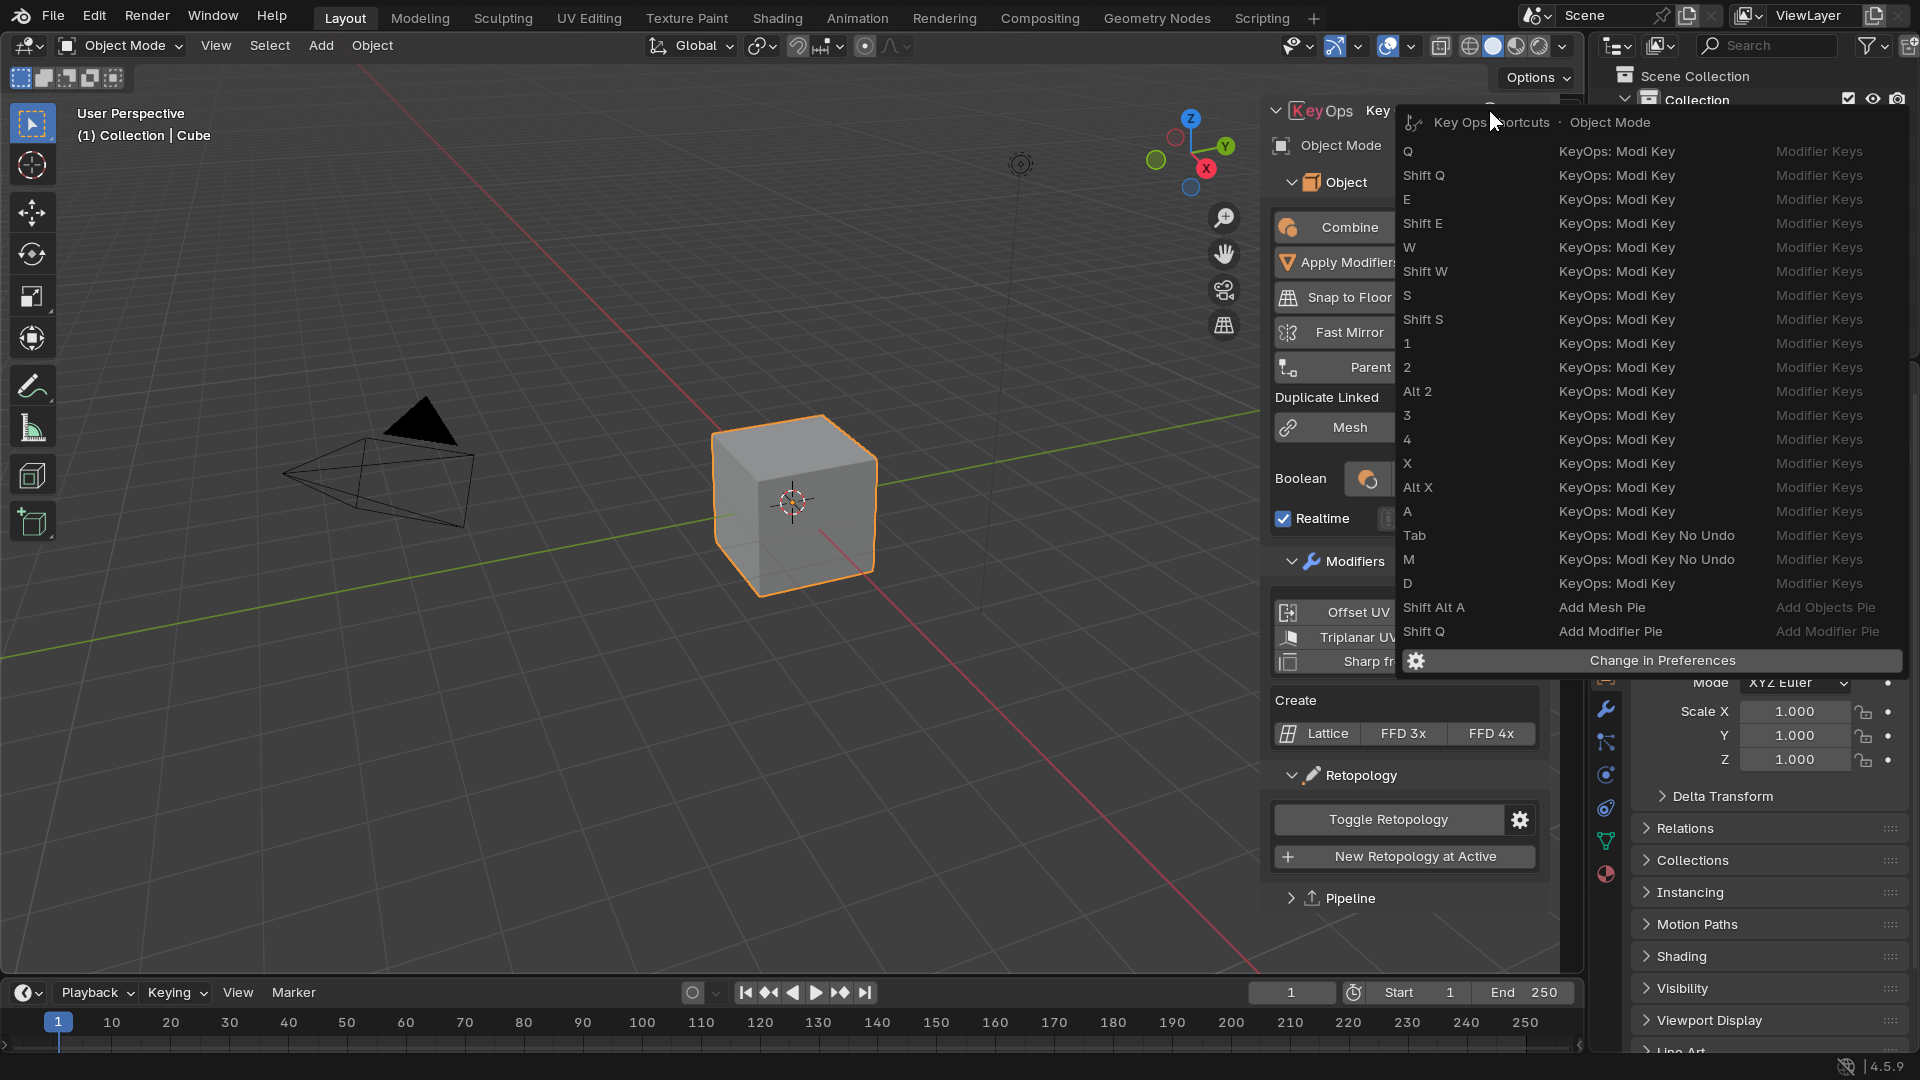 File Edit Render Window Help Layout Modeling Sculpting UV Editing Texture Paint Shading Animation Rendering Compositing Geometry Nodes Scripting Scene ViewLayer
Object Mode View Select Add Object Global Search
Options Scene Collection
Collection
User Perspective
(1) Collection | Cube
Z
Y
X
KeyOps Key
Object Mode
Object
Combine
Apply Modifiers
Snap to Floor
Fast Mirror
Parent
Duplicate Linked
Mesh
Boolean
Realtime
Modifiers
Offset UV
Triplanar UV
Sharp fr
Create
Lattice FFD 3x FFD 4x
Retopology
Toggle Retopology
New Retopology at Active
Pipeline
Key Ops hortcuts · Object Mode
Q KeyOps: Modi Key Modifier Keys
Shift Q KeyOps: Modi Key Modifier Keys
E KeyOps: Modi Key Modifier Keys
Shift E KeyOps: Modi Key Modifier Keys
W KeyOps: Modi Key Modifier Keys
Shift W KeyOps: Modi Key Modifier Keys
S KeyOps: Modi Key Modifier Keys
Shift S KeyOps: Modi Key Modifier Keys
1 KeyOps: Modi Key Modifier Keys
2 KeyOps: Modi Key Modifier Keys
Alt 2 KeyOps: Modi Key Modifier Keys
3 KeyOps: Modi Key Modifier Keys
4 KeyOps: Modi Key Modifier Keys
X KeyOps: Modi Key Modifier Keys
Alt X KeyOps: Modi Key Modifier Keys
A KeyOps: Modi Key Modifier Keys
Tab KeyOps: Modi Key No Undo Modifier Keys
M KeyOps: Modi Key No Undo Modifier Keys
D KeyOps: Modi Key Modifier Keys
Shift Alt A Add Mesh Pie Add Objects Pie
Shift Q Add Modifier Pie Add Modifier Pie
Change in Preferences
Mode XYZ Euler
Scale X 1.000
Y 1.000
Z 1.000
Delta Transform
Relations
Collections
Instancing
Motion Paths
Shading
Visibility
Viewport Display
Line Art
Playback Keying View Marker 1 Start 1 End 250
1 10 20 30 40 50 60 70 80 90 100 110 120 130 140 150 160 170 180 190 200 210 220 230 240 250
4.5.9